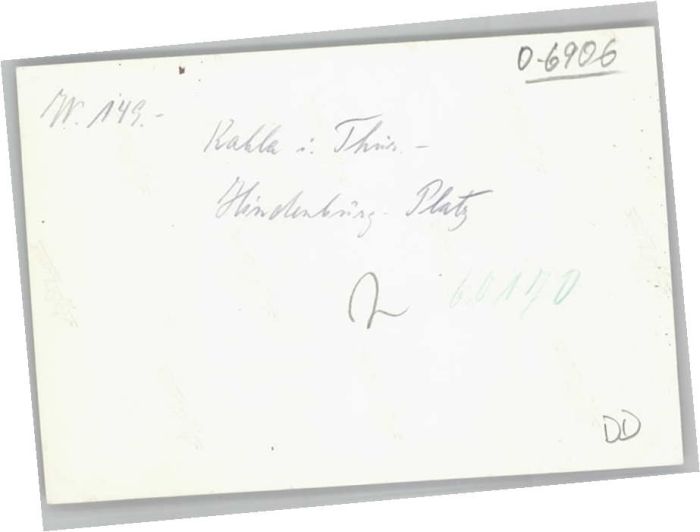 0-6906
W. 149.-
Kahla i. Thür. -
Hindenburg-Platz
60170
DD